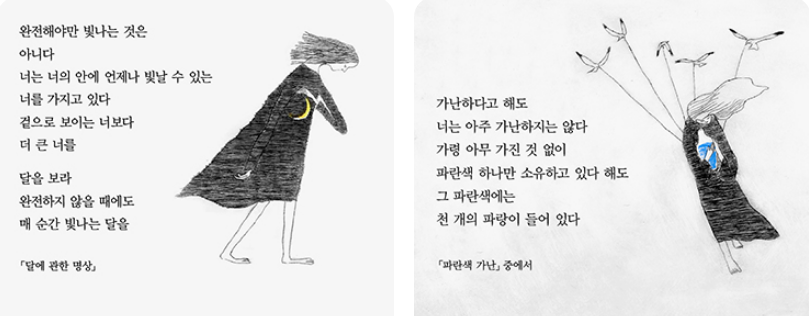 완전해야만 빛나는 것은
아니다
너는 너의 안에 언제나 빛날 수 있는
너를 가지고 있다
겉으로 보이는 너보다
더 큰 너를
달을 보라
완전하지 않을 때에도
매 순간 빛나는 달을
「달에 관한 명상」
가난하다고 해도
너는 아주 가난하지는 않다
가령 아무 가진 것 없이
파란색 하나만 소유하고 있다 해도
그 파란색에는
천 개의 파랑이 들어 있다
「파란색 가난」 중에서